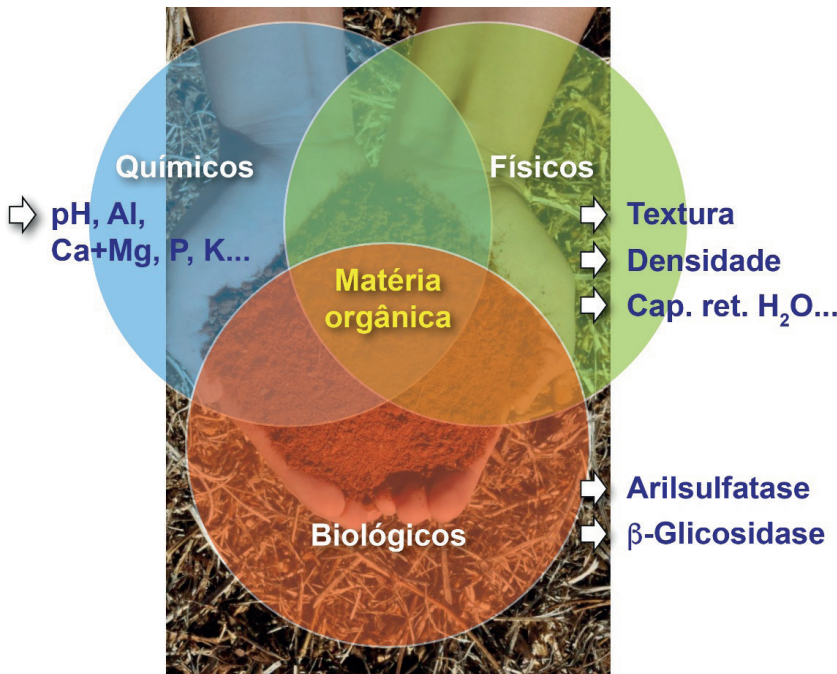 Químicos
pH, Al,
Ca+Mg, P, K...
Físicos
Textura
Densidade
Cap. ret. H₂O...
Matéria
orgânica
Biológicos
Arilsulfatase
β-Glicosidase